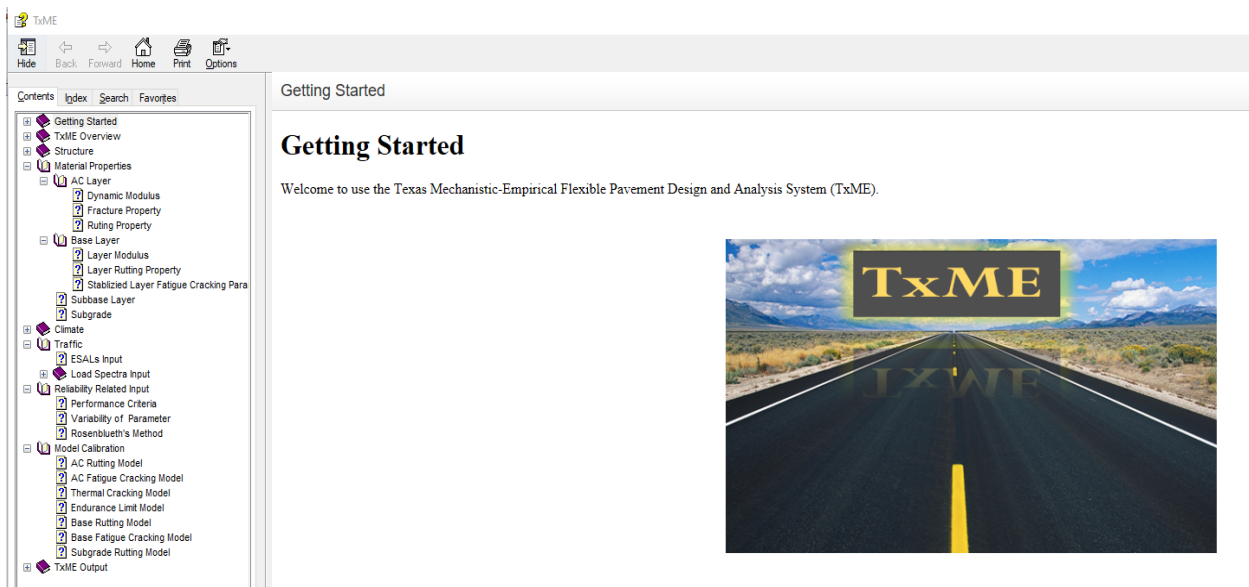 TxME
Hide Back Forward Home Print Options
Contents Index Search Favorites
Getting Started
TxME Overview
Structure
Material Properties
AC Layer
Dynamic Modulus
Fracture Property
Ruting Property
Base Layer
Layer Modulus
Layer Rutting Property
Stablizied Layer Fatigue Cracking Para
Subbase Layer
Subgrade
Climate
Traffic
ESALs Input
Load Spectra Input
Reliability Related Input
Performance Criteria
Variability of Parameter
Rosenblueth's Method
Model Calibration
AC Rutting Model
AC Fatigue Cracking Model
Thermal Cracking Model
Endurance Limit Model
Base Rutting Model
Base Fatigue Cracking Model
Subgrade Rutting Model
TxME Output
Getting Started
Getting Started
Welcome to use the Texas Mechanistic-Empirical Flexible Pavement Design and Analysis System (TxME).
TxME
TxME